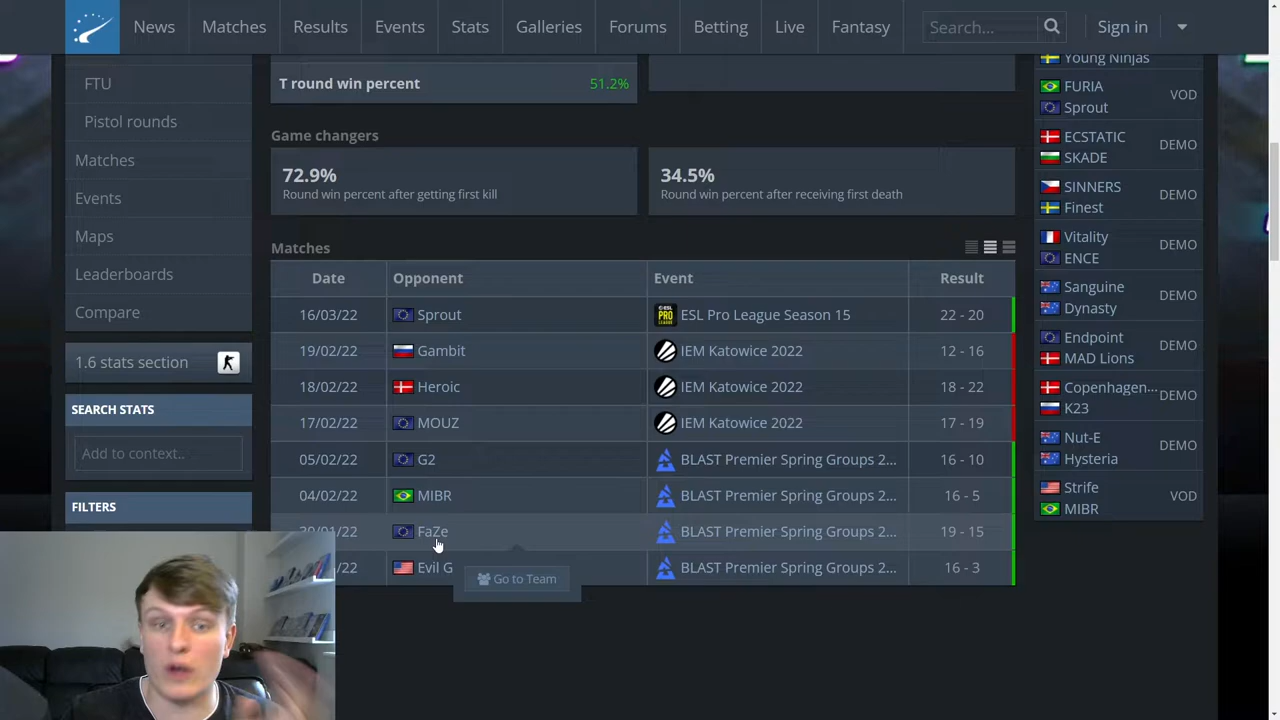 News Matches Results Events Stats Galleries Forums Betting Live Fantasy Search... Sign in
FTU
Pistol rounds
Matches
Events
Maps
Leaderboards
Compare
1.6 stats section
SEARCH STATS
Add to context..
FILTERS
T round win percent 51.2%
Game changers
72.9%
Round win percent after getting first kill
34.5%
Round win percent after receiving first death
Matches
Date Opponent Event Result
16/03/22 Sprout ESL Pro League Season 15 22 - 20
19/02/22 Gambit IEM Katowice 2022 12 - 16
18/02/22 Heroic IEM Katowice 2022 18 - 22
17/02/22 MOUZ IEM Katowice 2022 17 - 19
05/02/22 G2 BLAST Premier Spring Groups 2... 16 - 10
04/02/22 MIBR BLAST Premier Spring Groups 2... 16 - 5
FaZe BLAST Premier Spring Groups 2... 19 - 15
/22 Evil G BLAST Premier Spring Groups 2... 16 - 3
Go to Team
Young Ninjas
FURIA
Sprout
VOD
ECSTATIC
SKADE
DEMO
SINNERS
Finest
DEMO
Vitality
ENCE
DEMO
Sanguine
Dynasty
DEMO
Endpoint
MAD Lions
DEMO
Copenhagen...
K23
DEMO
Nut-E
Hysteria
DEMO
Strife
MIBR
VOD